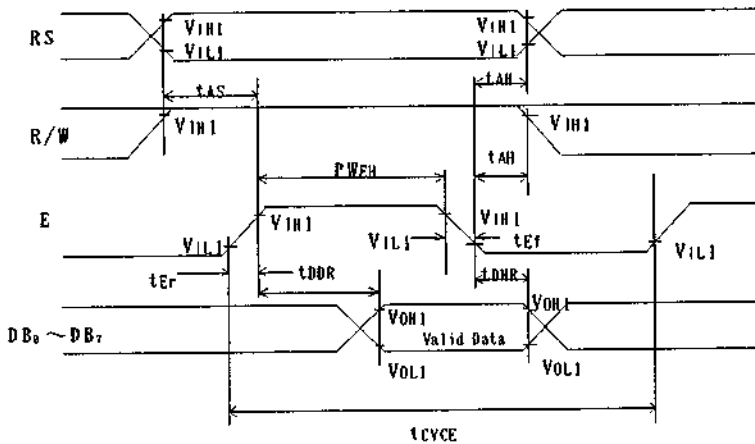 RS
VIH1
VIL1
VIH1
VIL1
tAS
tAH
R/W
VIH1
VIH1
tAH
PWEH
E
VIH1
VIH1
VIL1
VIL1
tEf
VIL1
tEr
tDDR
tDHR
DB0 ～DB7
VOH1
VOH1
Valid Data
VOL1
VOL1
tCYCE